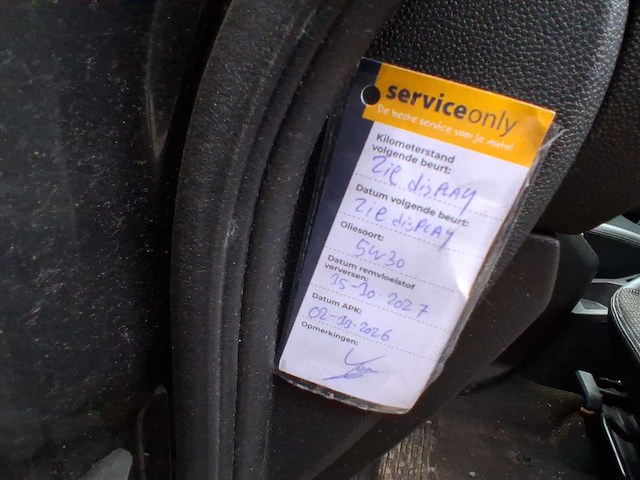 serviceonly
De beste service voor je auto!
Kilometerstand
volgende beurt:
Zie disPLAY
Datum volgende beurt:
Zie disPLAY
Oliesoort:
5W30
Datum remvloeistof
verversen:
15-10-2027
Datum APK:
02-11-2026
Opmerkingen: